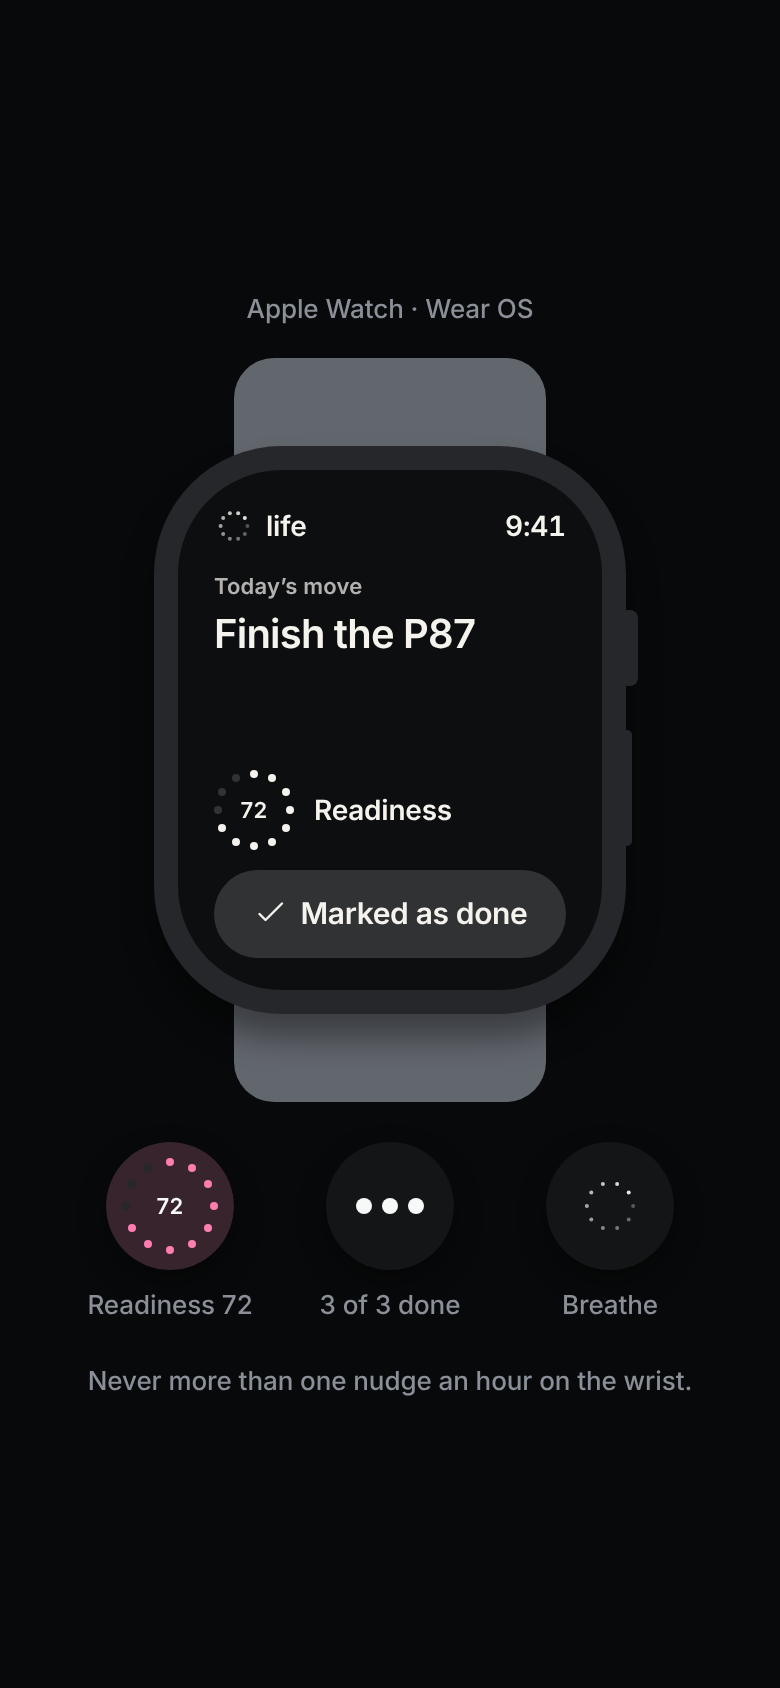 Apple Watch · Wear OS
life
9:41
Today’s move
Finish the P87
72
Readiness
Marked as done
72
Readiness 72
3 of 3 done
Breathe
Never more than one nudge an hour on the wrist.